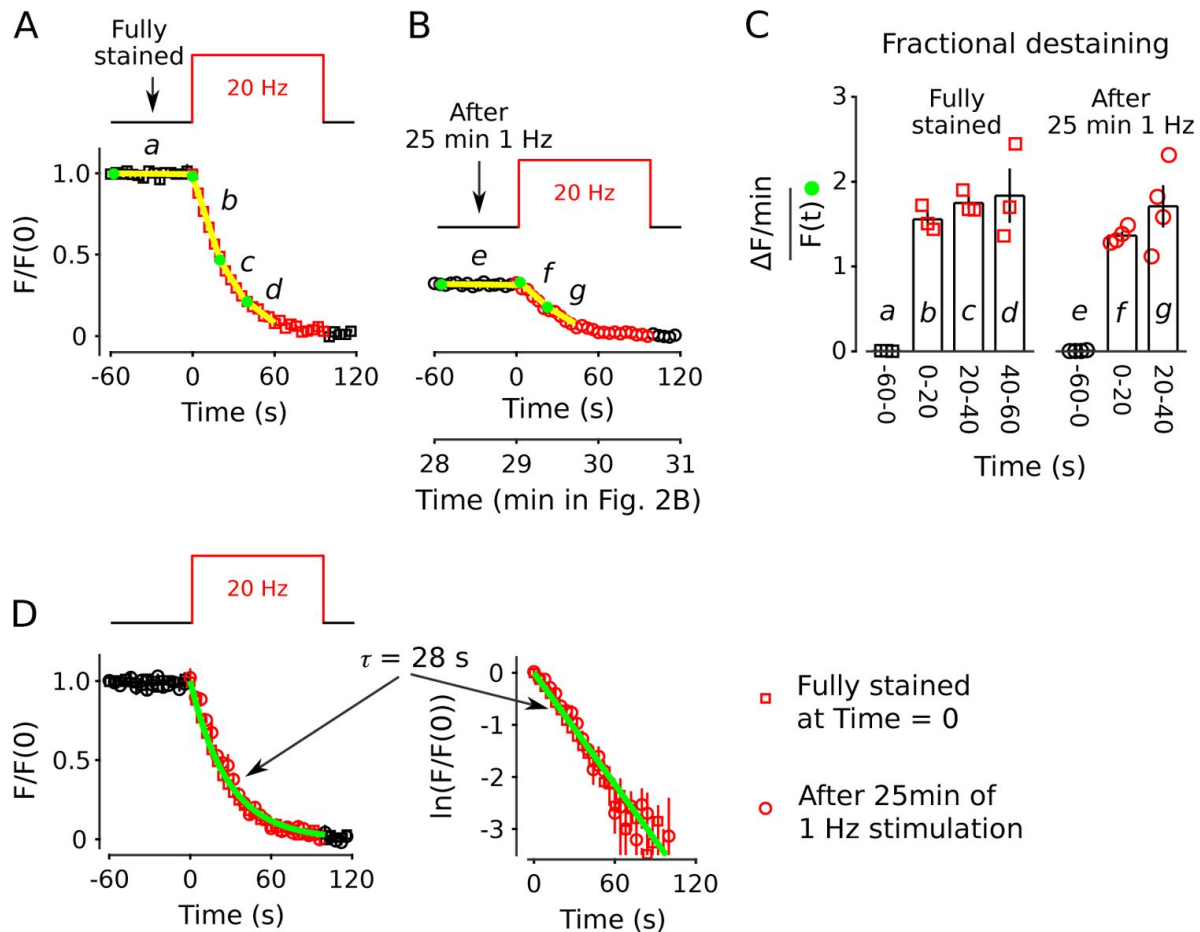 A
Fully
stained
20 Hz
a
b
c
d
F/F(0)
1.0
0.5
0
-60
0
60
120
Time (s)
B
After
25 min 1 Hz
20 Hz
e
f
g
-60
0
60
120
Time (s)
28
29
30
31
Time (min in Fig. 2B)
C
Fractional destaining
Fully
stained
After
25 min 1 Hz
ΔF/min
F(t)
3
2
1
0
a
b
c
d
e
f
g
-60-0
0-20
20-40
40-60
-60-0
0-20
20-40
Time (s)
D
20 Hz
τ = 28 s
F/F(0)
1.0
0.5
0
-60
0
60
120
Time (s)
ln(F/F(0))
0
-1
-2
-3
0
60
120
Time (s)
Fully stained
at Time = 0
After 25min of
1 Hz stimulation